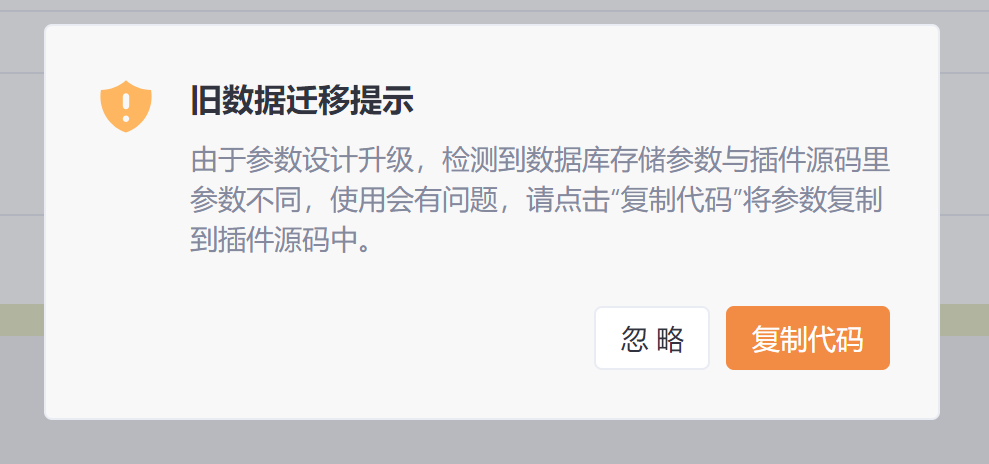 旧数据迁移提示
由于参数设计升级，检测到数据库存储参数与插件源码里
参数不同，使用会有问题，请点击“复制代码”将参数复制
到插件源码中。
忽 略
复制代码